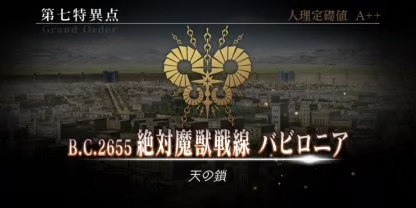 第七特異点 人理定礎値 A++
Grand Order
B.C.2655 絶対魔獣戦線 バビロニア
天の鎖